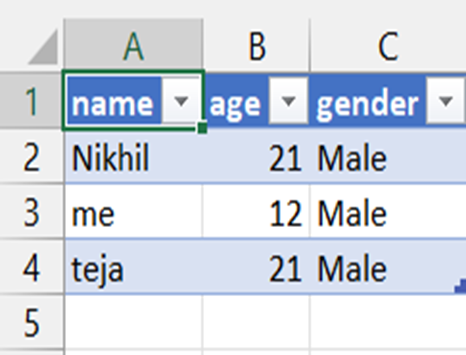 A B C
1 name age gender
2 Nikhil 21 Male
3 me 12 Male
4 teja 21 Male
5